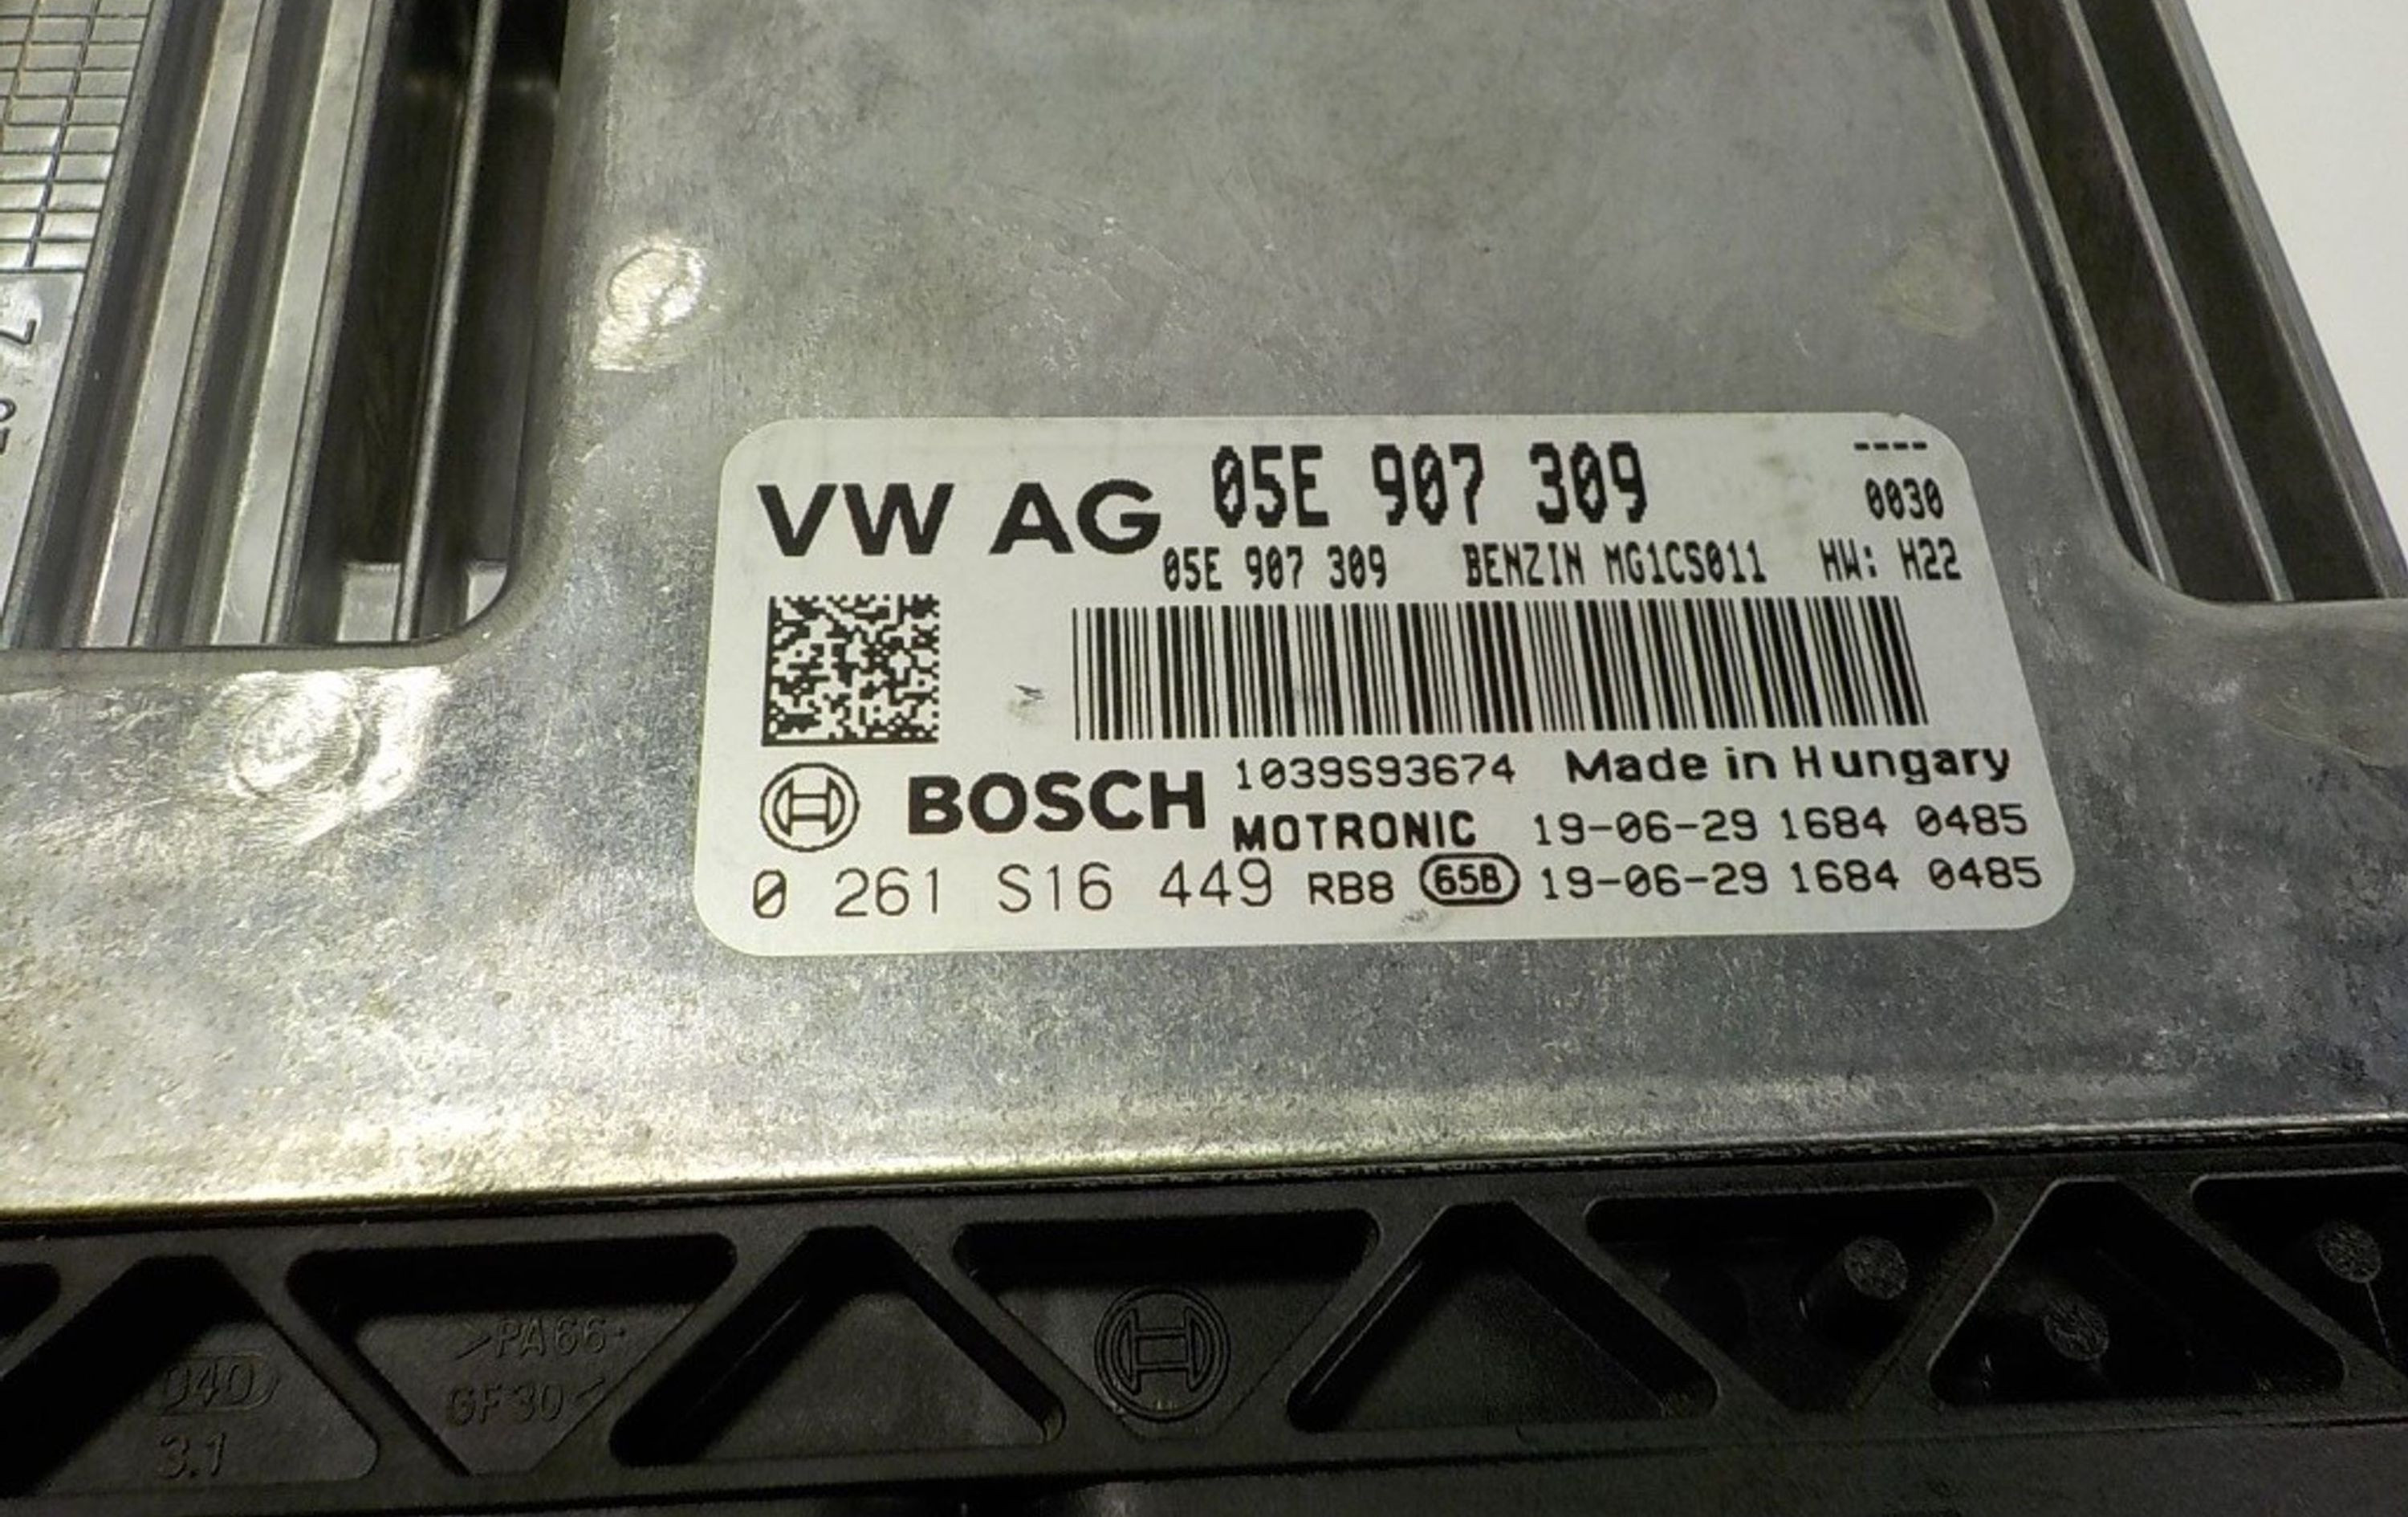 VW AG 05E 907 309 ----
0030
05E 907 309 BENZIN MG1CS011 HW: H22
BOSCH 1039S93674 Made in Hungary
MOTRONIC 19-06-29 1684 0485
0 261 S16 449 RB8 65B 19-06-29 1684 0485
>PA66-
GF30<
040
3.1